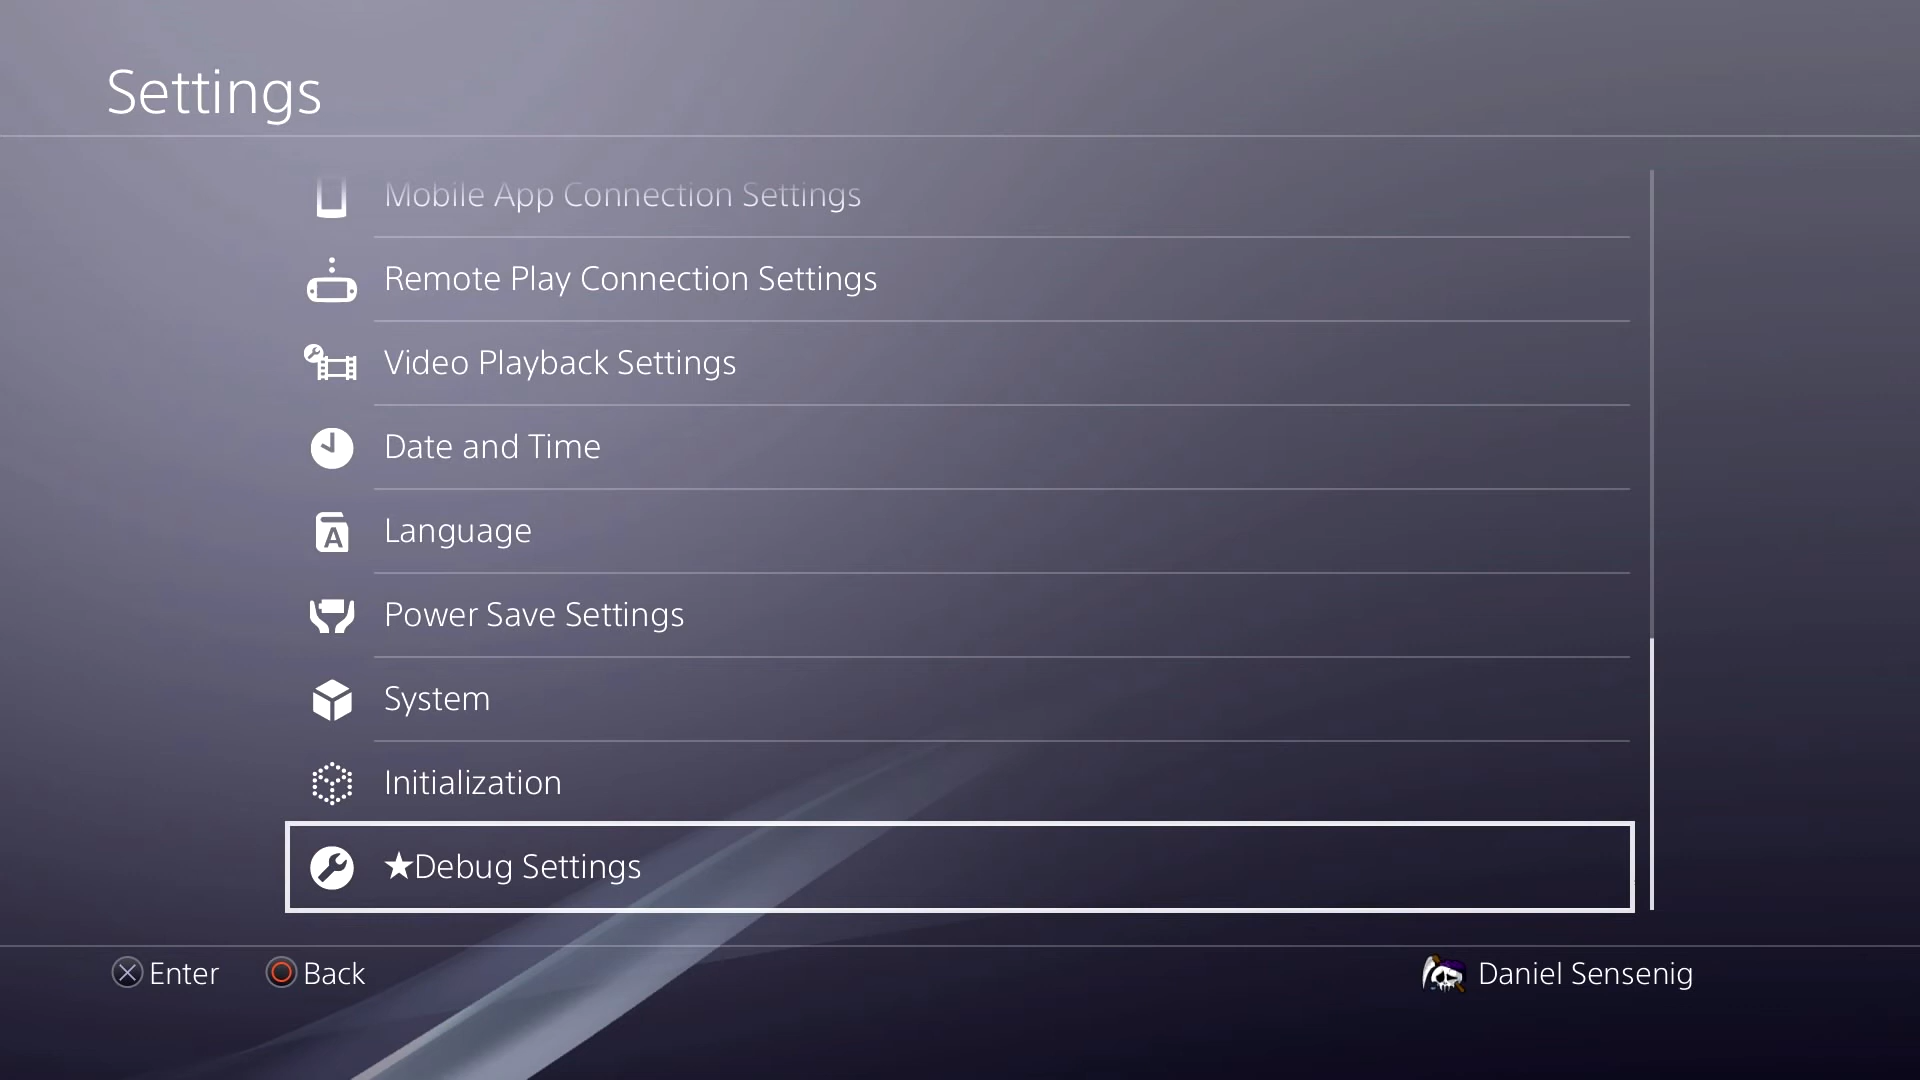 Settings
Mobile App Connection Settings
Remote Play Connection Settings
Video Playback Settings
Date and Time
Language
Power Save Settings
System
Initialization
★Debug Settings
Enter
Back
Daniel Sensenig